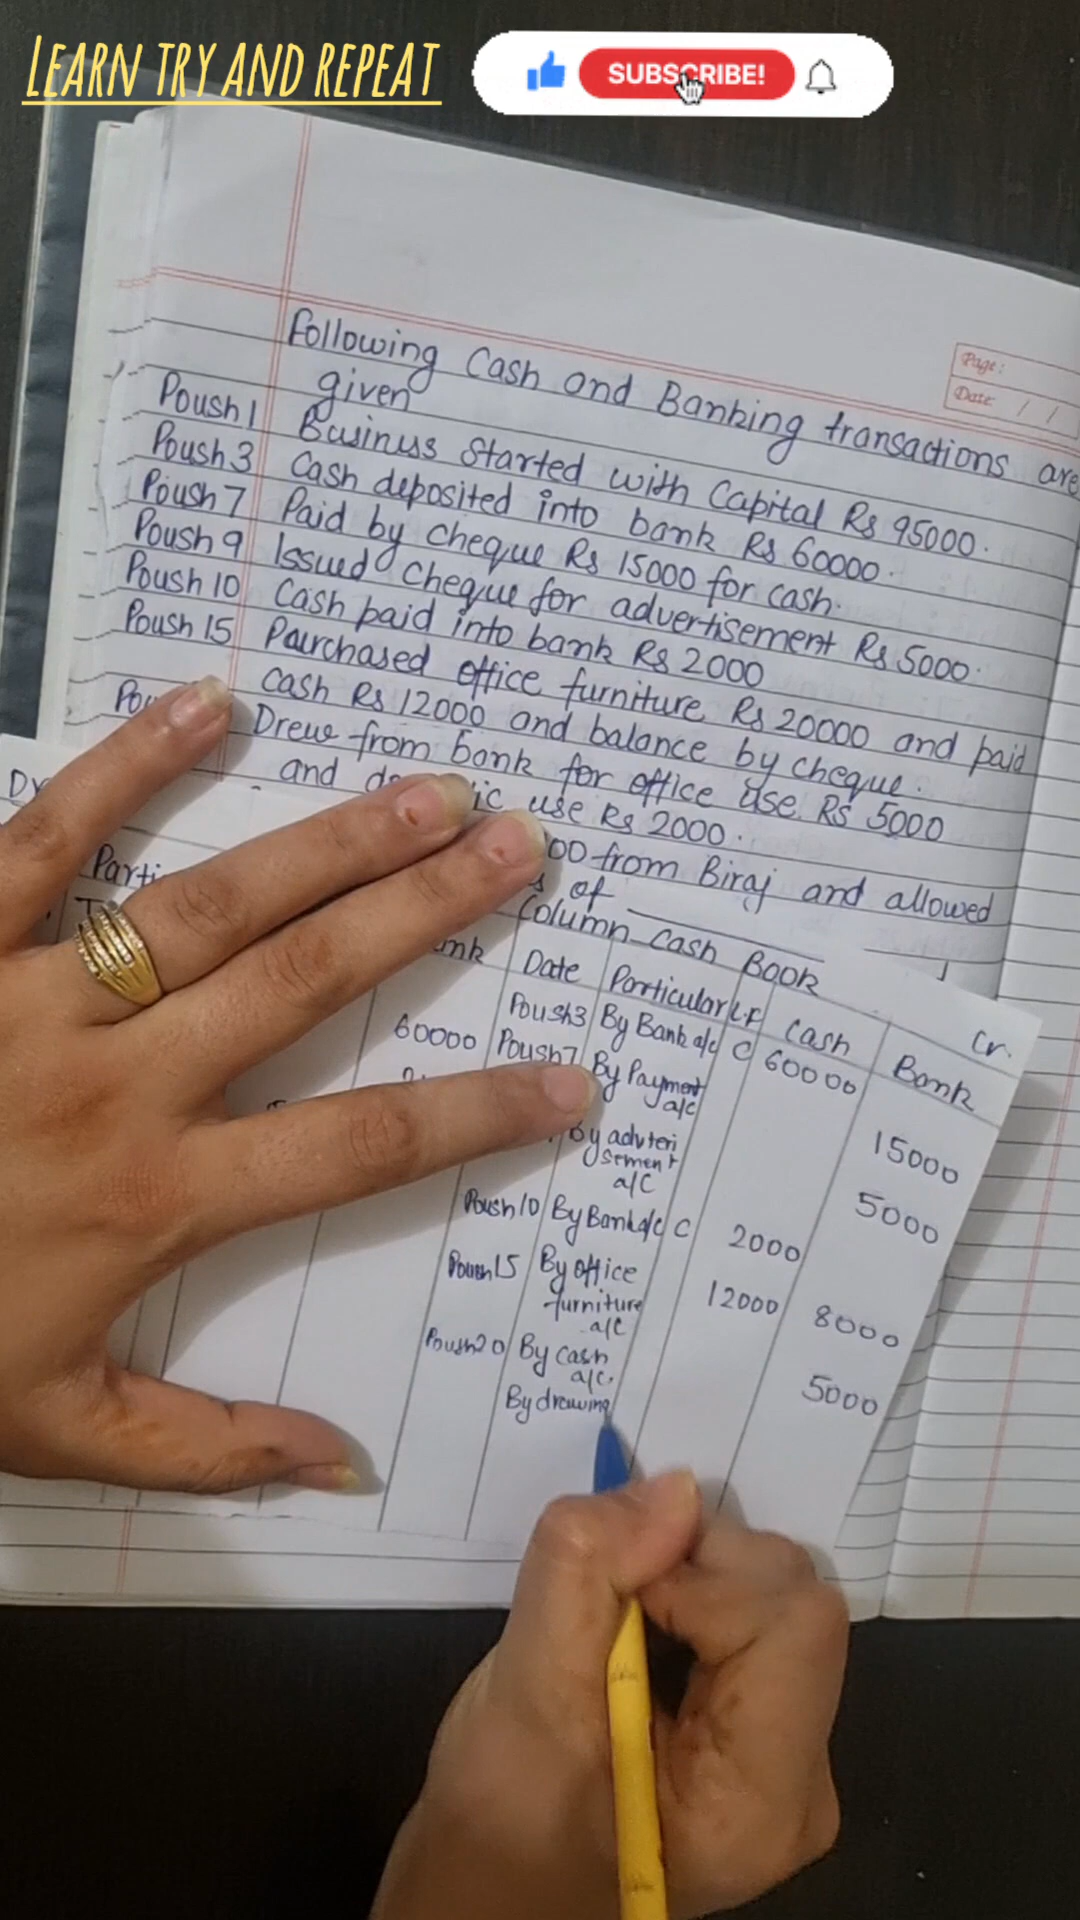 LEARN TRY AND REPEAT
SUBSCRIBE!
Page:
Date / /
Following Cash and Banking transactions are
given
Poush 1 Businuss started with Capital Rs 95000.
Poush 3 Cash deposited into bank Rs 60000.
Poush 7 Paid by cheque Rs 15000 for cash.
Poush 9 Issued cheque for advertisement Rs 5000.
Poush 10 Cash paid into bank Rs 2000
Poush 15 Paurchased office furniture Rs 20000 and paid
cash Rs 12000 and balance by cheque.
Drew from bank for office use Rs 5000
and use Rs 2000.
from Biraj and allowed
of
Column Cash Book
Cr.
Date Particular L.F Cash Bank
Poush3 By Bank a/c C 60000
60000 Poush7 By Payment a/c 15000
By adverti
sement
a/c 5000
Poush10 By Bank a/c C 2000
Poush15 By office
furniture
a/c 12000 8000
Poush20 By cash
a/c. 5000
By drawing